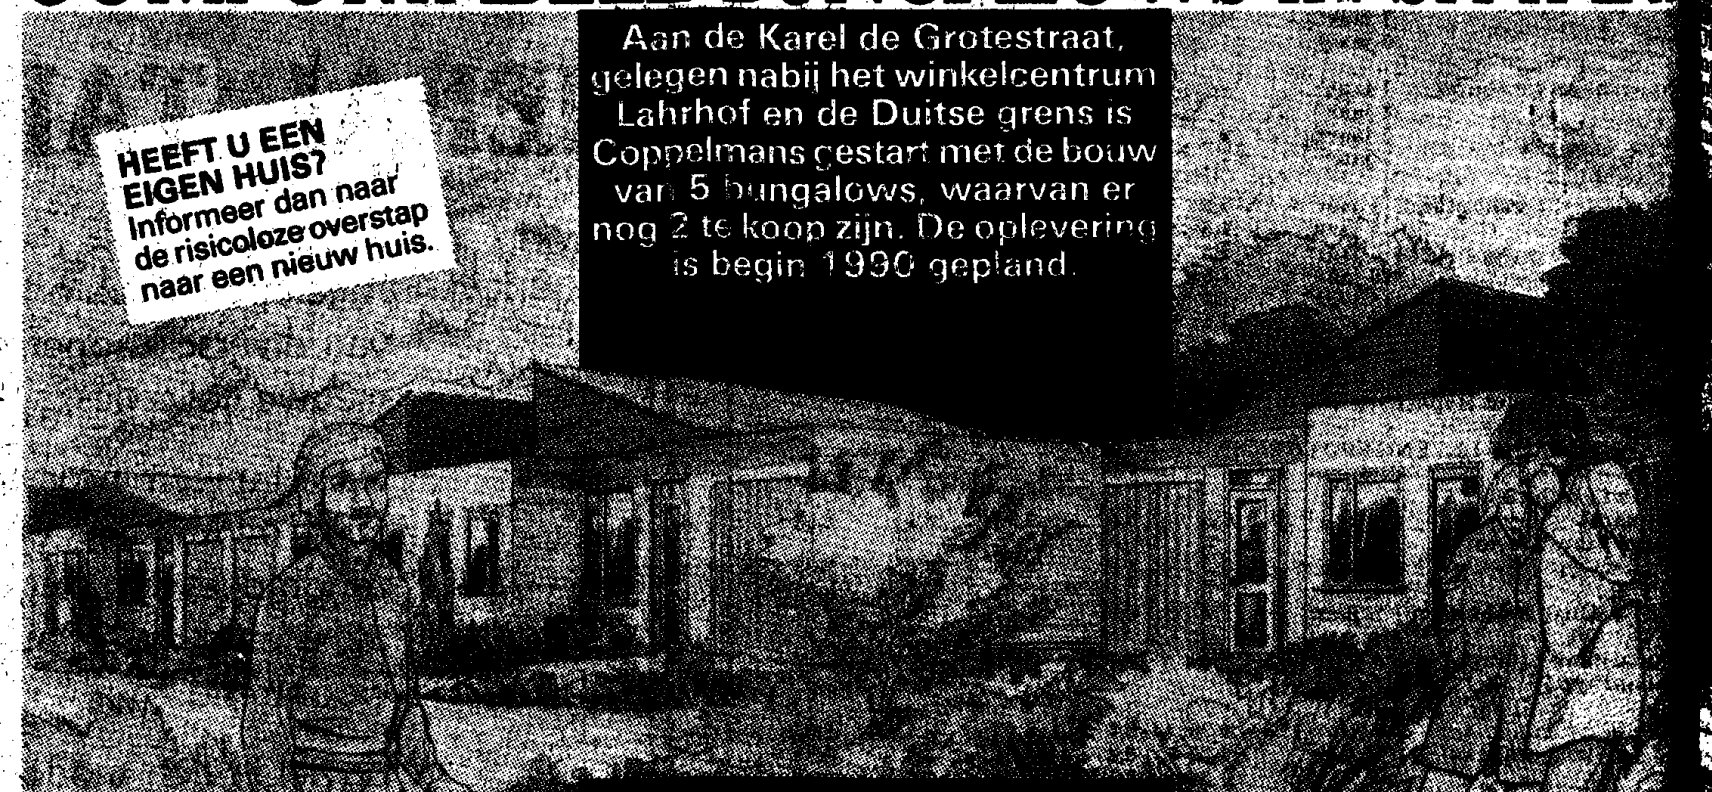 HEEFT U EEN
EIGEN HUIS?
Informeer dan naar
de risicoloze overstap
naar een nieuw huis.
Aan de Karel de Grotestraat,
gelegen nabij het winkelcentrum
Lahrhof en de Duitse grens is
Coppelmans gestart met de bouw
van 5 bungalows, waarvan er
nog 2 te koop zijn. De oplevering
is begin 1990 gepland.